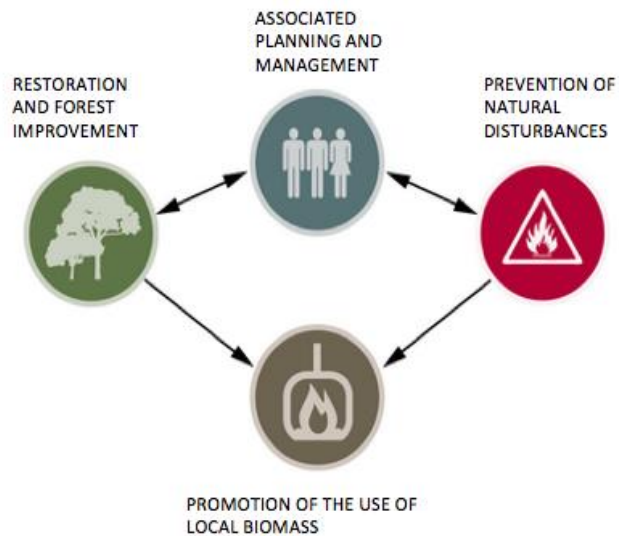 ASSOCIATED
PLANNING AND
MANAGEMENT
RESTORATION
AND FOREST
IMPROVEMENT
PREVENTION OF
NATURAL
DISTURBANCES
PROMOTION OF THE USE OF
LOCAL BIOMASS